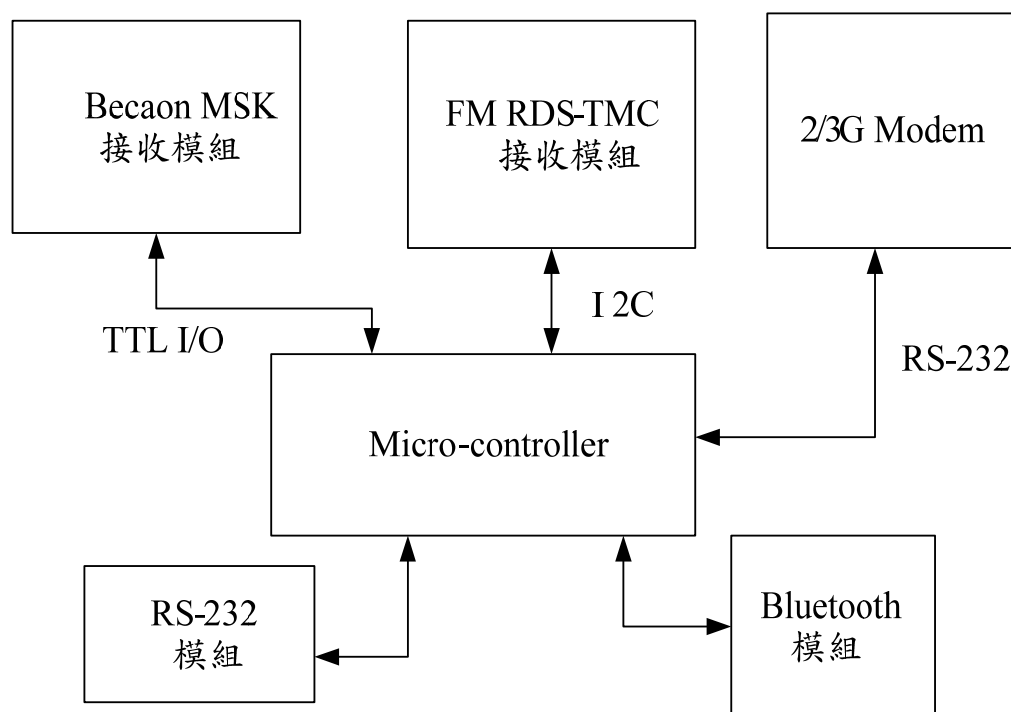 Becaon MSK
接收模組
FM RDS-TMC
接收模組
2/3G Modem
TTL I/O
I 2C
RS-232
Micro-controller
RS-232
模組
Bluetooth
模組